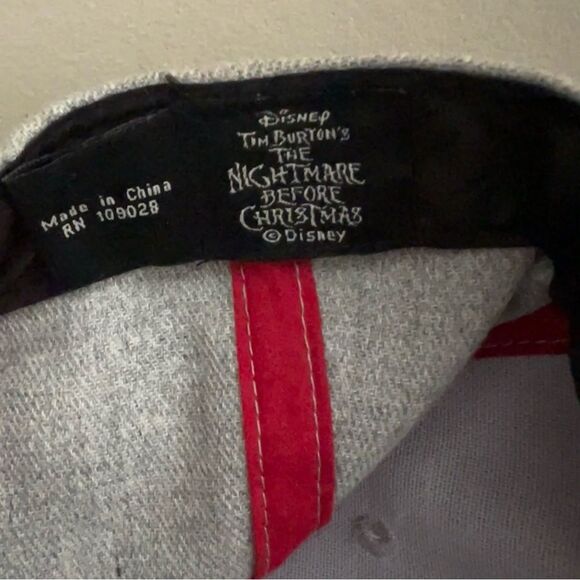 Disney
Tim Burton's
The
Nightmare
Before
Christmas
©Disney
Made in China
RN 109028